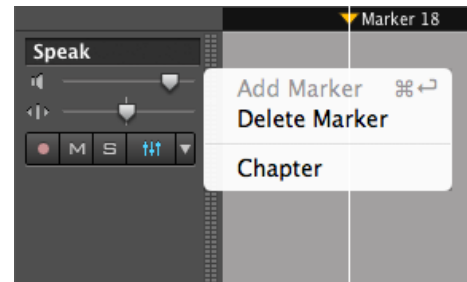 Marker 18
Speak
Add Marker ⌘↩
Delete Marker
M S
Chapter